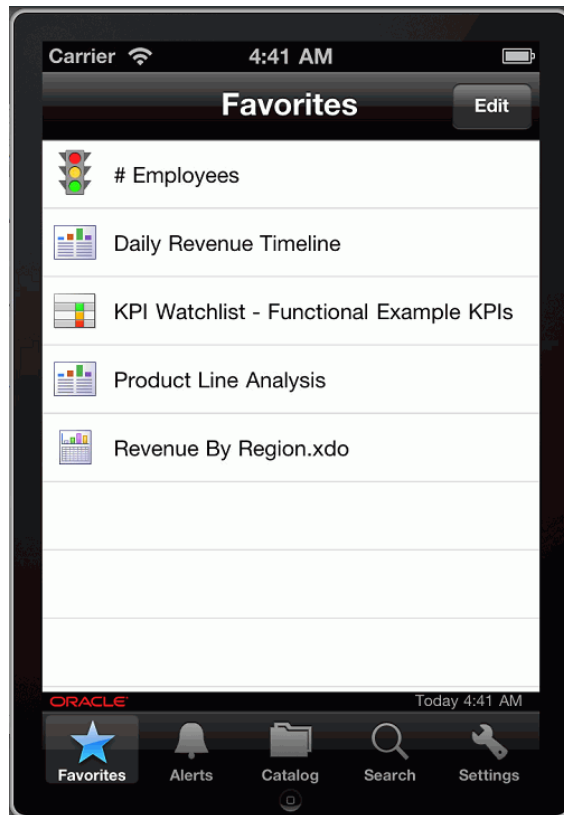 Carrier 4:41 AM
Favorites Edit
# Employees
Daily Revenue Timeline
KPI Watchlist - Functional Example KPIs
Product Line Analysis
Revenue By Region.xdo
ORACLE Today 4:41 AM
Favorites Alerts Catalog Search Settings